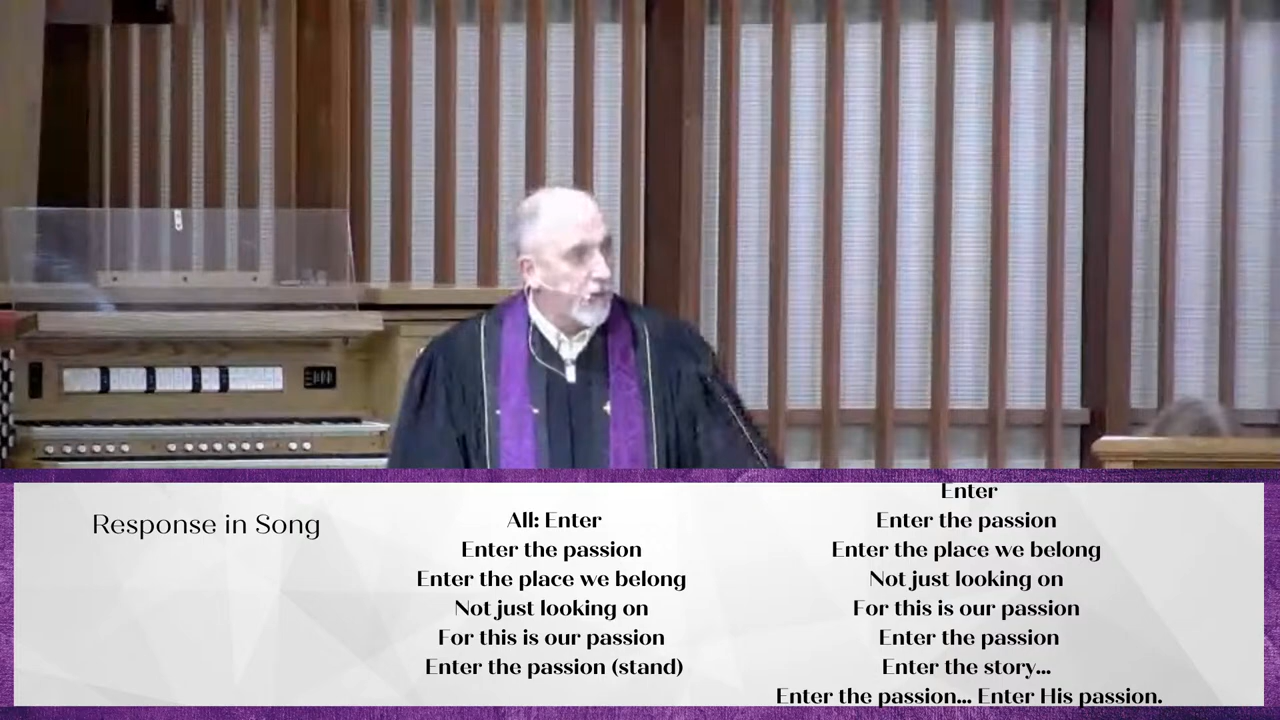 Response in Song
All: Enter
Enter the passion
Enter the place we belong
Not just looking on
For this is our passion
Enter the passion (stand)
Enter
Enter the passion
Enter the place we belong
Not just looking on
For this is our passion
Enter the passion
Enter the story...
Enter the passion... Enter His passion.